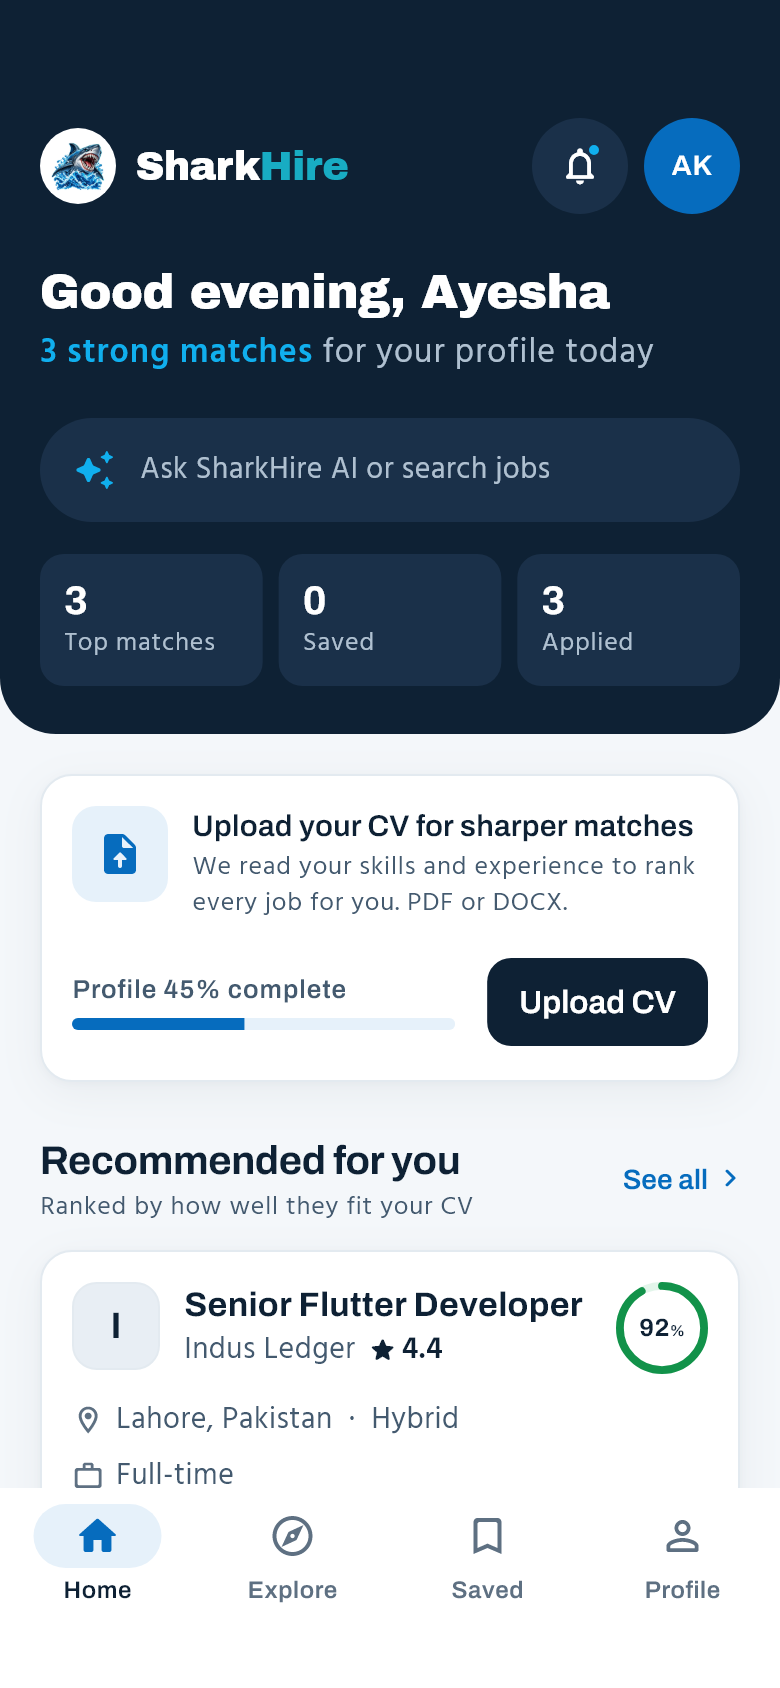 SharkHire
AK
Good evening, Ayesha
3 strong matches for your profile today
Ask SharkHire AI or search jobs
3
Top matches
0
Saved
3
Applied
Upload your CV for sharper matches
We read your skills and experience to rank
every job for you. PDF or DOCX.
Profile 45% complete
Upload CV
Recommended for you
See all
Ranked by how well they fit your CV
I
Senior Flutter Developer
Indus Ledger 4.4
92%
Lahore, Pakistan · Hybrid
Full-time
Home
Explore
Saved
Profile